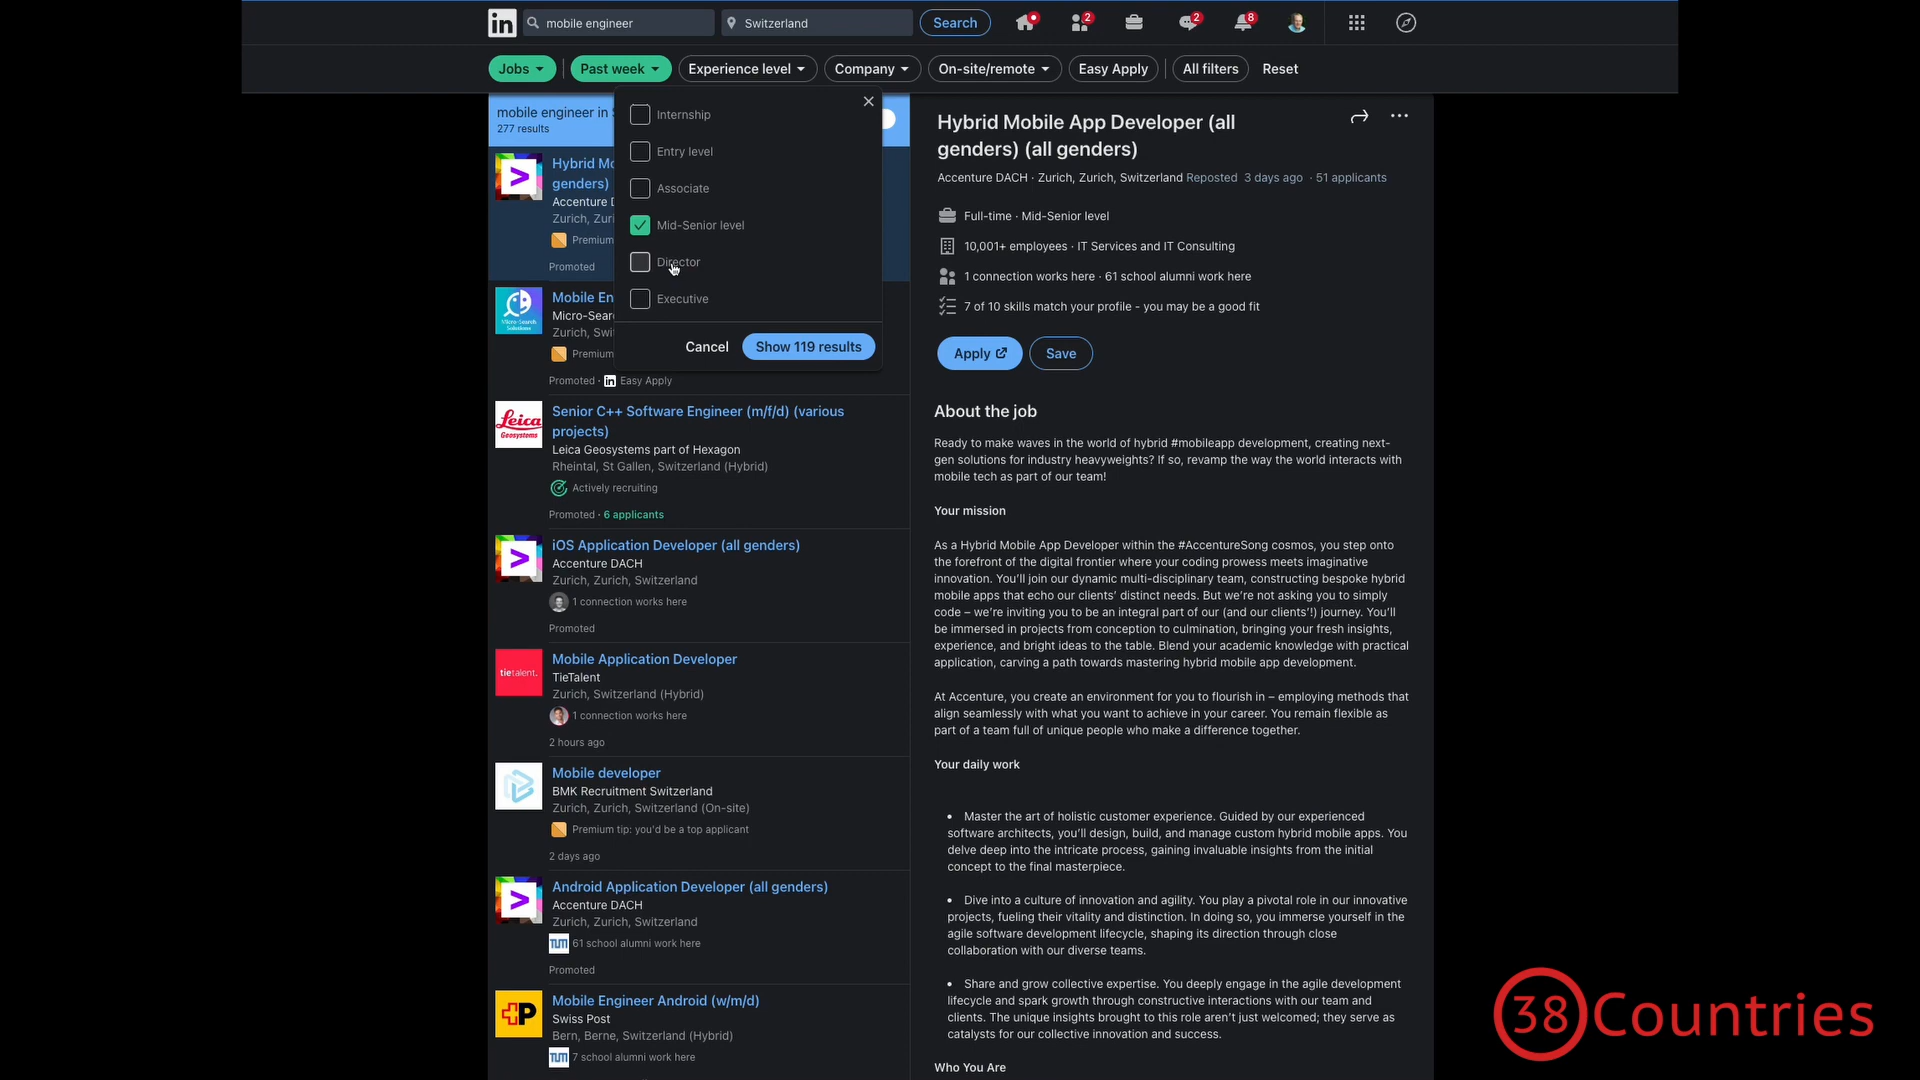 in
mobile engineer
Switzerland
Search
2
2
8
Jobs
Past week
Experience level
Company
On-site/remote
Easy Apply
All filters
Reset
mobile engineer in
277 results
Internship
Entry level
Associate
Mid-Senior level
Director
Executive
Cancel
Show 119 results
Hybrid
genders)
Accenture
Zurich,
Premium
Promoted
Micro-Search
Solutions
Mobile
Zurich,
Premium
Promoted · in Easy Apply
Leica
Geosystems
Senior C++ Software Engineer (m/f/d) (various
projects)
Leica Geosystems part of Hexagon
Rheintal, St Gallen, Switzerland (Hybrid)
Actively recruiting
Promoted · 6 applicants
iOS Application Developer (all genders)
Accenture DACH
Zurich, Zurich, Switzerland
1 connection works here
Promoted
tietalent.
Mobile Application Developer
TieTalent
Zurich, Switzerland (Hybrid)
1 connection works here
2 hours ago
Mobile developer
BMK Recruitment Switzerland
Zurich, Zurich, Switzerland (On-site)
Premium tip: you'd be a top applicant
2 days ago
Android Application Developer (all genders)
Accenture DACH
Zurich, Zurich, Switzerland
TUM 61 school alumni work here
Promoted
P
Mobile Engineer Android (w/m/d)
Swiss Post
Bern, Berne, Switzerland (Hybrid)
TUM 7 school alumni work here
Hybrid Mobile App Developer (all
genders) (all genders)
Accenture DACH · Zurich, Zurich, Switzerland Reposted 3 days ago · 51 applicants
Full-time · Mid-Senior level
10,001+ employees · IT Services and IT Consulting
1 connection works here · 61 school alumni work here
7 of 10 skills match your profile - you may be a good fit
Apply
Save
About the job
Ready to make waves in the world of hybrid #mobileapp development, creating next-
gen solutions for industry heavyweights? If so, revamp the way the world interacts with
mobile tech as part of our team!
Your mission
As a Hybrid Mobile App Developer within the #AccentureSong cosmos, you step onto
the forefront of the digital frontier where your coding prowess meets imaginative
innovation. You’ll join our dynamic multi-disciplinary team, constructing bespoke hybrid
mobile apps that echo our clients’ distinct needs. But we’re not asking you to simply
code – we’re inviting you to be an integral part of our (and our clients’!) journey. You’ll
be immersed in projects from conception to culmination, bringing your fresh insights,
experience, and bright ideas to the table. Blend your academic knowledge with practical
application, carving a path towards mastering hybrid mobile app development.
At Accenture, you create an environment for you to flourish in – employing methods that
align seamlessly with what you want to achieve in your career. You remain flexible as
part of a team full of unique people who make a difference together.
Your daily work
• Master the art of holistic customer experience. Guided by our experienced
software architects, you’ll design, build, and manage custom hybrid mobile apps. You
delve deep into the intricate process, gaining invaluable insights from the initial
concept to the final masterpiece.
• Dive into a culture of innovation and agility. You play a pivotal role in our innovative
projects, fueling their vitality and distinction. In doing so, you immerse yourself in the
agile software development lifecycle, shaping its direction through close
collaboration with our diverse teams.
• Share and grow collective expertise. You deeply engage in the agile development
lifecycle and spark growth through constructive interactions with our team and
clients. The unique insights brought to this role aren’t just welcomed; they serve as
catalysts for our collective innovation and success.
Who You Are
38 Countries